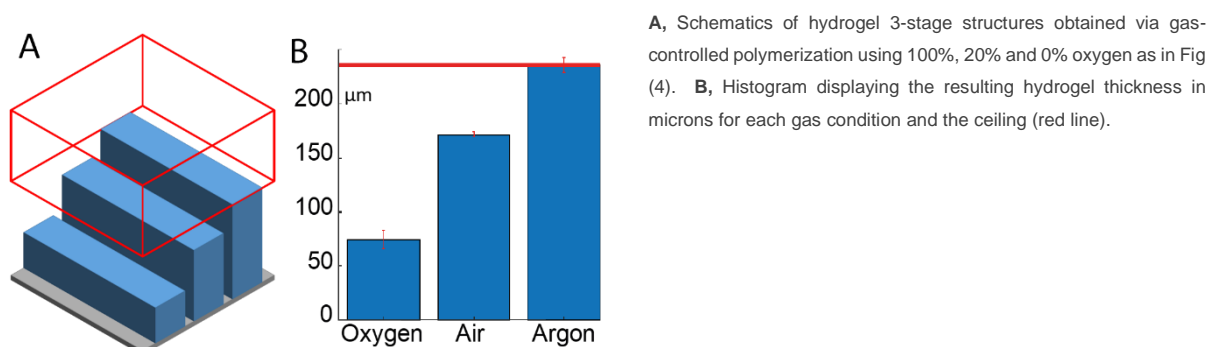 A
B
200
150
100
50
0
µm
Oxygen Air Argon
A, Schematics of hydrogel 3-stage structures obtained via gas-
controlled polymerization using 100%, 20% and 0% oxygen as in Fig
(4). B, Histogram displaying the resulting hydrogel thickness in
microns for each gas condition and the ceiling (red line).